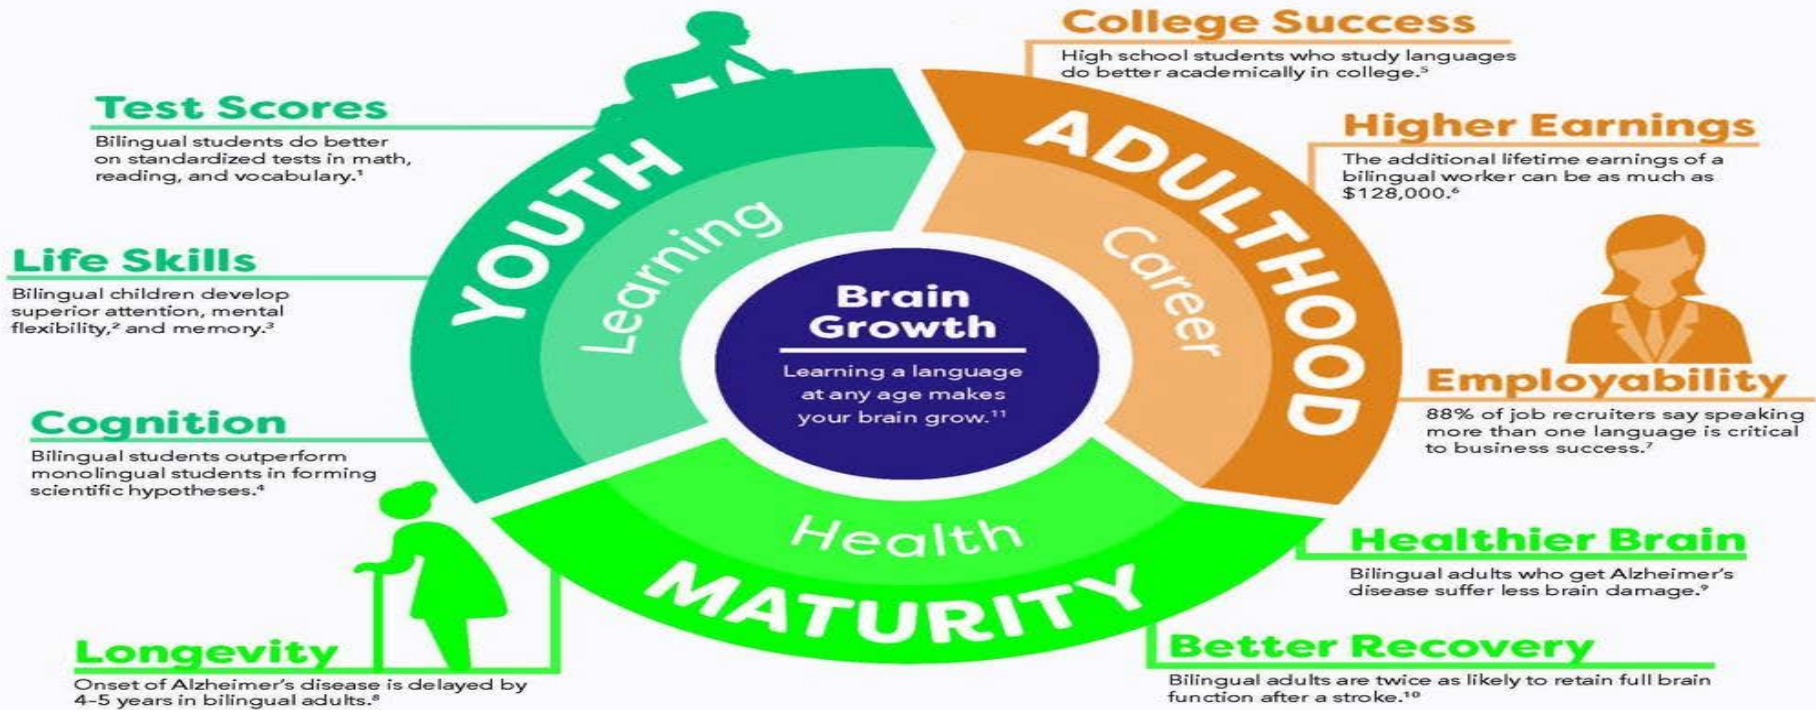 Test Scores
Bilingual students do better
on standardized tests in math,
reading, and vocabulary.¹
Life Skills
Bilingual children develop
superior attention, mental
flexibility,² and memory.³
Cognition
Bilingual students outperform
monolingual students in forming
scientific hypotheses.⁴
YOUTH
Learning
College Success
High school students who study languages
do better academically in college.⁵
Higher Earnings
The additional lifetime earnings of a
bilingual worker can be as much as
$128,000.⁶
Employability
88% of job recruiters say speaking
more than one language is critical
to business success.⁷
ADULTHOOD
Career
Brain
Growth
Learning a language
at any age makes
your brain grow.¹¹
Health
MATURITY
Longevity
Onset of Alzheimer's disease is delayed by
4-5 years in bilingual adults.⁸
Healthier Brain
Bilingual adults who get Alzheimer's
disease suffer less brain damage.⁹
Better Recovery
Bilingual adults are twice as likely to retain full brain
function after a stroke.¹⁰